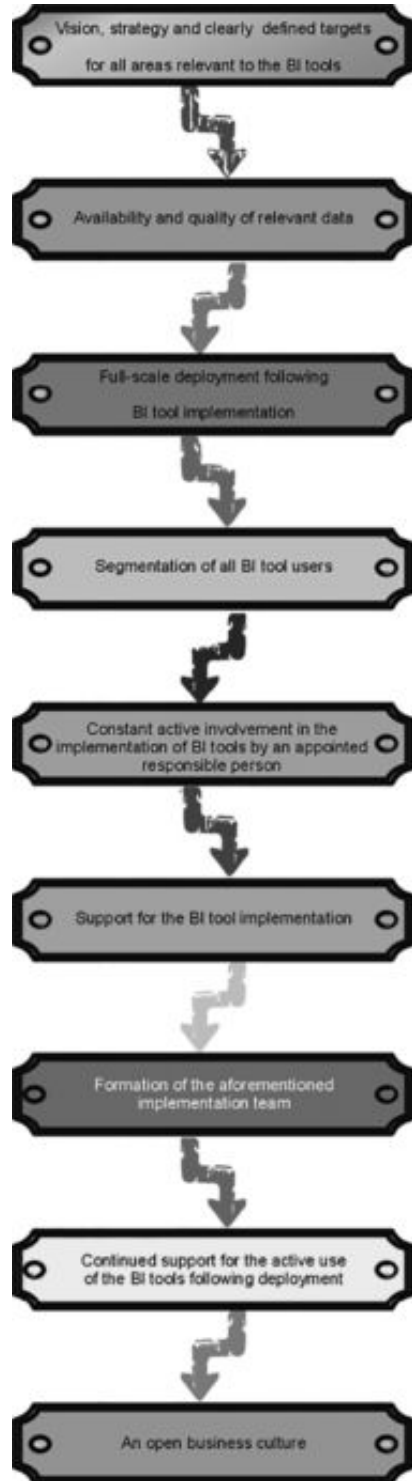 Vision, strategy and clearly defined targets
for all areas relevant to the BI tools
Availability and quality of relevant data
Full-scale deployment following
BI tool implementation
Segmentation of all BI tool users
Constant active involvement in the
implementation of BI tools by an appointed
responsible person
Support for the BI tool implementation
Formation of the aforementioned
implementation team
Continued support for the active use
of the BI tools following deployment
An open business culture